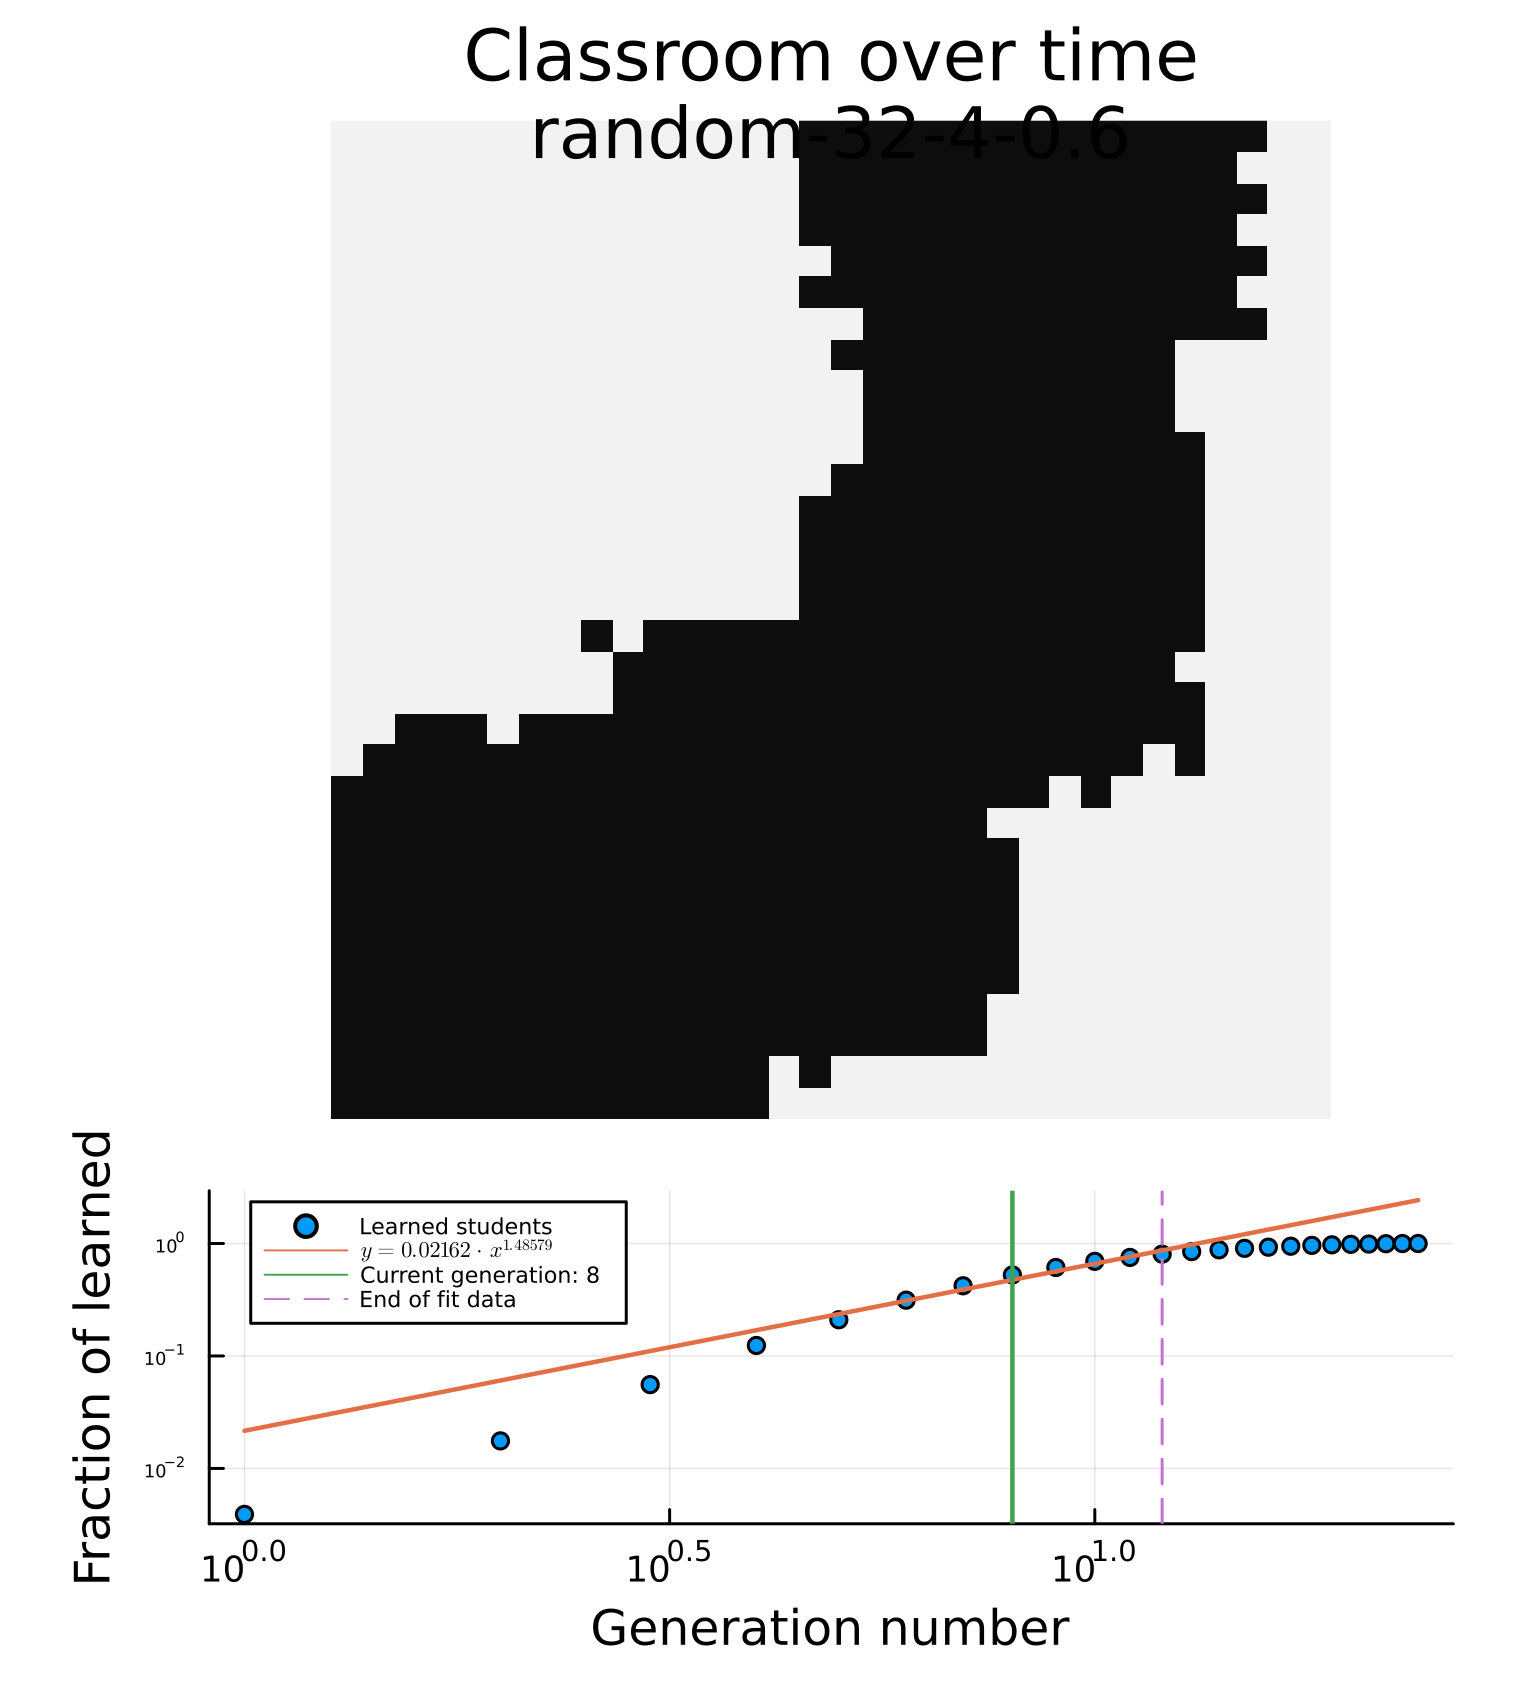 Classroom over time
random-32-4-0.6
Fraction of learned
10^0
10^−1
10^−2
Learned students
y = 0.02162 · x^1.48579
Current generation: 8
End of fit data
10^0.0
10^0.5
10^1.0
Generation number